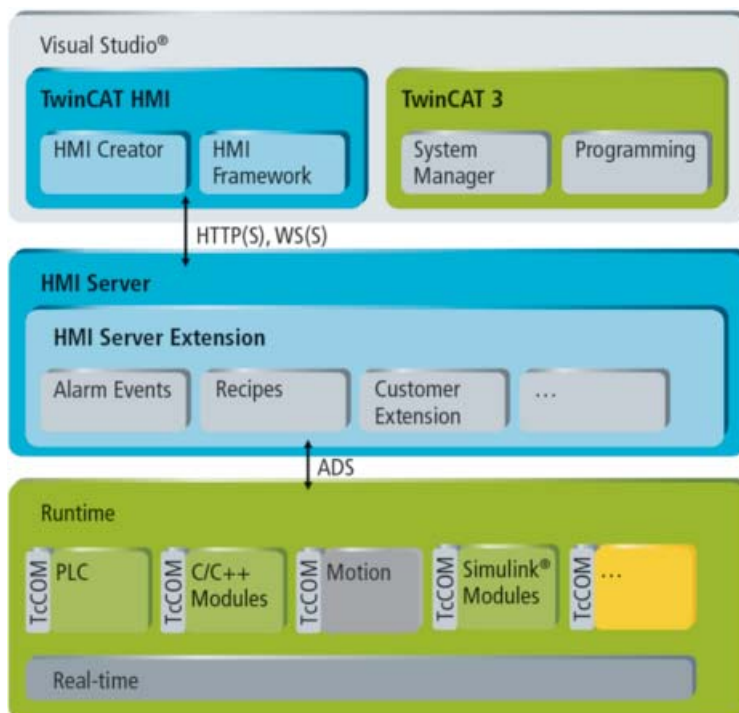 Visual Studio®
TwinCAT HMI
TwinCAT 3
HMI Creator
HMI
Framework
System
Manager
Programming
HTTP(S), WS(S)
HMI Server
HMI Server Extension
Alarm Events
Recipes
Customer
Extension
...
ADS
Runtime
TcCOM
PLC
TcCOM
C/C++
Modules
TcCOM
Motion
TcCOM
Simulink®
Modules
TcCOM
...
Real-time